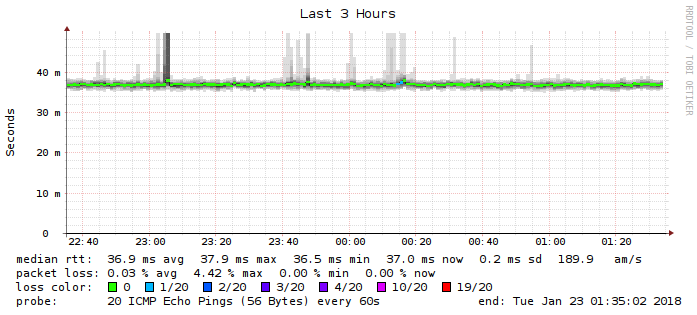 Last 3 Hours
RRDTOOL / TOBI OETIKER
Seconds
40 m
30 m
20 m
10 m
0
22:40 23:00 23:20 23:40 00:00 00:20 00:40 01:00 01:20
median rtt: 36.9 ms avg 37.9 ms max 36.5 ms min 37.0 ms now 0.2 ms sd 189.9 am/s
packet loss: 0.03 % avg 4.42 % max 0.00 % min 0.00 % now
loss color: 0 1/20 2/20 3/20 4/20 10/20 19/20
probe: 20 ICMP Echo Pings (56 Bytes) every 60s end: Tue Jan 23 01:35:02 2018